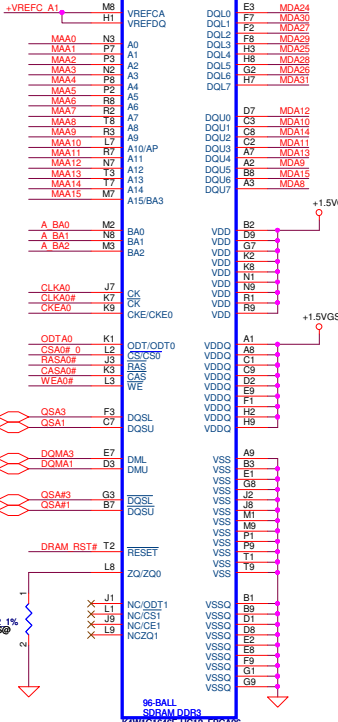 +VREFC_A1 M8 VREFCA DQL0 E3 MDA24
H1 VREFDQ DQL1 F7 MDA30
DQL2 F2 MDA27
MAA0 N3 A0 DQL3 F8 MDA29
MAA1 P7 A1 DQL4 H3 MDA25
MAA2 P3 A2 DQL5 H8 MDA28
MAA3 N2 A3 DQL6 G2 MDA26
MAA4 P8 A4 DQL7 H7 MDA31
MAA5 P2 A5
MAA6 R8 A6
MAA7 R2 A7 DQU0 D7 MDA12
MAA8 T8 A8 DQU1 C3 MDA10
MAA9 R3 A9 DQU2 C8 MDA14
MAA10 L7 A10/AP DQU3 C2 MDA11
MAA11 R7 A11 DQU4 A7 MDA13
MAA12 N7 A12 DQU5 A2 MDA9
MAA13 T3 A13 DQU6 B8 MDA15
MAA14 T7 A14 DQU7 A3 MDA8
MAA15 M7 A15/BA3
+1.5V
A_BA0 M2 BA0 VDD B2
A_BA1 N8 BA1 VDD D9
A_BA2 M3 BA2 VDD G7
VDD K2
VDD K8
VDD N1
CLKA0 J7 CK VDD N9
CLKA0# K7 CK VDD R1
CKEA0 K9 CKE/CKE0 VDD R9
+1.5VGS
ODTA0 K1 ODT/ODT0 VDDQ A1
CSA0#_0 L2 CS/CS0 VDDQ A8
RASA0# J3 RAS VDDQ C1
CASA0# K3 CAS VDDQ C9
WEA0# L3 WE VDDQ D2
VDDQ E9
VDDQ F1
QSA3 F3 DQSL VDDQ H2
QSA1 C7 DQSU VDDQ H9
DQMA3 E7 DML VSS A9
DQMA1 D3 DMU VSS B3
VSS E1
VSS G8
QSA#3 G3 DQSL VSS J2
QSA#1 B7 DQSU VSS J8
VSS M1
VSS M9
VSS P1
DRAM_RST# T2 RESET VSS P9
VSS T1
L8 ZQ/ZQ0 VSS T9
J1 NC/ODT1 VSSQ B1
L1 NC/CS1 VSSQ B9
J9 NC/CE1 VSSQ D1
L9 NCZQ1 VSSQ D8
VSSQ E2
VSSQ E8
VSSQ F9
VSSQ G1
VSSQ G9
1
1%
2
96-BALL
SDRAM DDR3